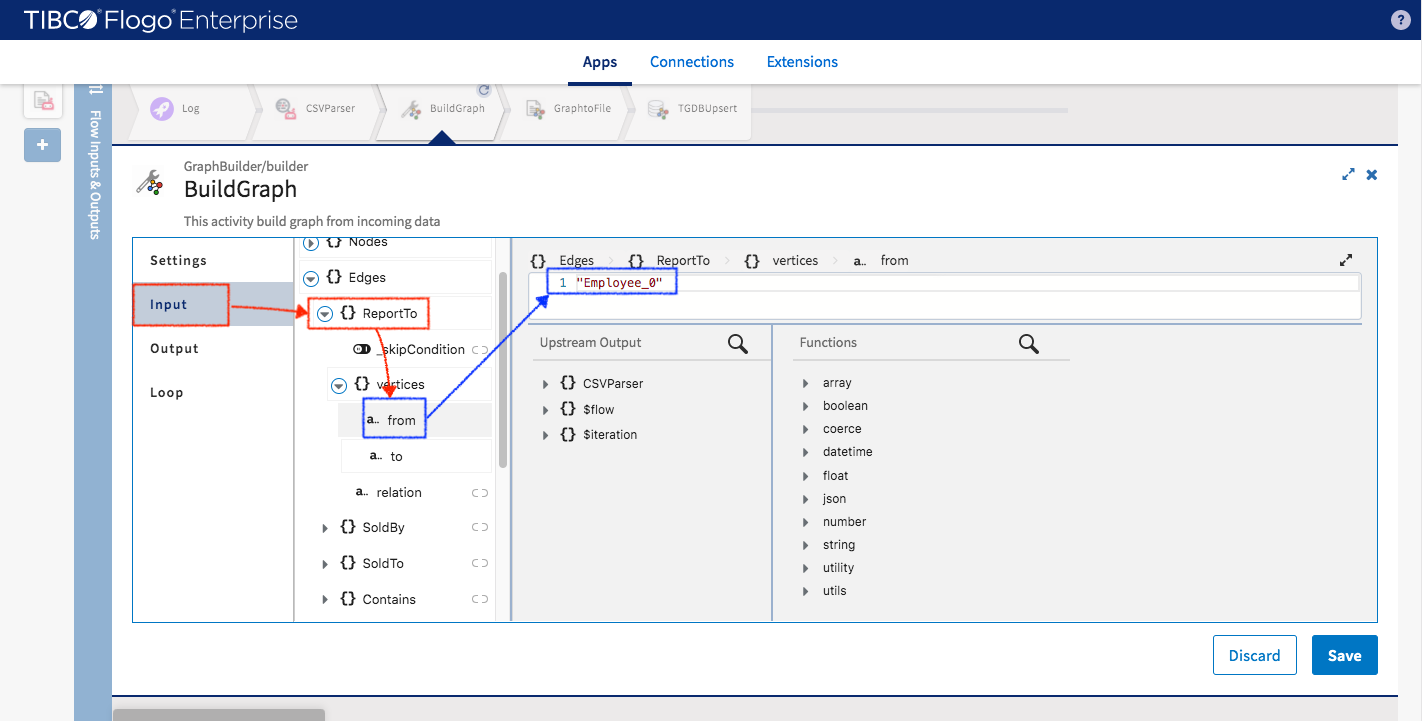 TIBCO Flogo® Enterprise
?
Apps Connections Extensions
Log CSVParser BuildGraph GraphtoFile TGDBUpsert
+
Flow Inputs & Outputs
GraphBuilder/builder
BuildGraph
This activity build graph from incoming data
Settings
Input
Output
Loop
{} Nodes
{} Edges
{} ReportTo
_skipCondition
{} vertices
a.. from
a.. to
a.. relation
{} SoldBy
{} SoldTo
{} Contains
{} Edges {} ReportTo {} vertices a.. from
1 "Employee_0"
Upstream Output
{} CSVParser
{} $flow
{} $iteration
Functions
array
boolean
coerce
datetime
float
json
number
string
utility
utils
Discard Save